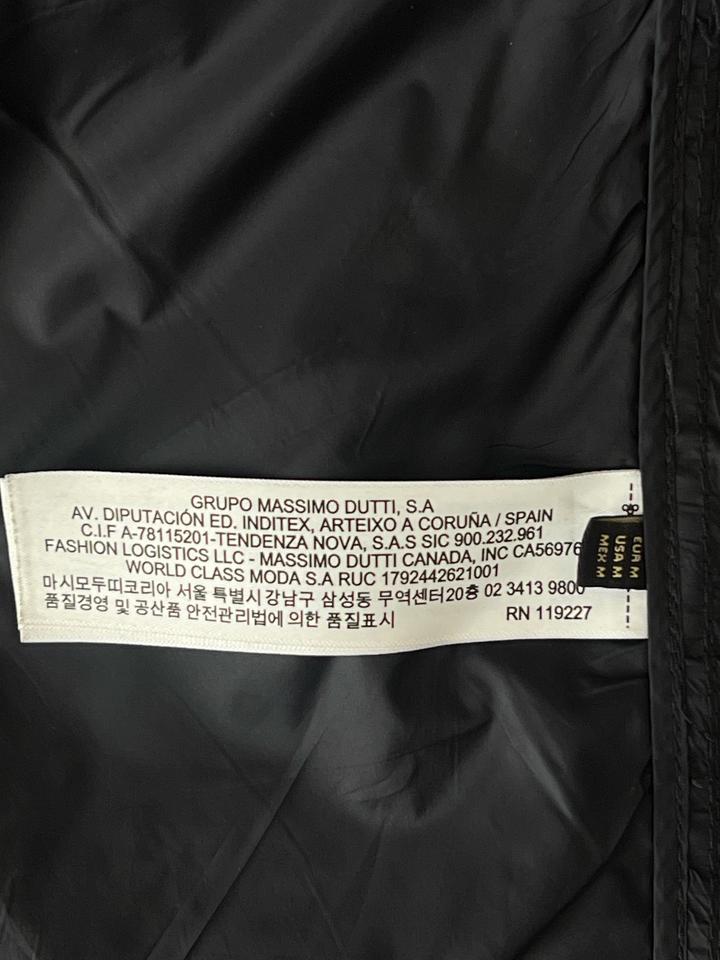 GRUPO MASSIMO DUTTI, S.A
AV. DIPUTACIÓN ED. INDITEX, ARTEIXO A CORUÑA / SPAIN
C.I.F A-78115201-TENDENZA NOVA, S.A.S SIC 900.232.961
FASHION LOGISTICS LLC - MASSIMO DUTTI CANADA, INC CA56976
WORLD CLASS MODA S.A RUC 1792442621001
마시모두띠코리아 서울 특별시 강남구 삼성동 무역센터20층 02 3413 9800
품질경영 및 공산품 안전관리법에 의한 품질표시 RN 119227
EUR M
USA M
MEX M